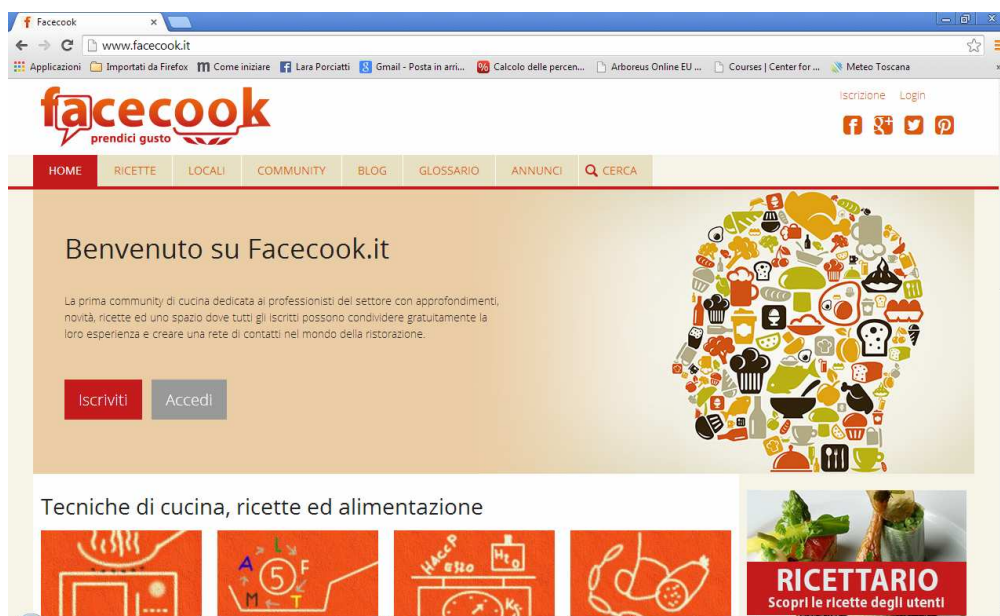 Facecook
www.facecook.it
Applicazioni Importati da Firefox Come iniziare Lara Porciatti Gmail - Posta in arri... Calcolo delle percen... Arboreus Online EU ... Courses | Center for ... Meteo Toscana
facecook
prendici gusto
Iscrizione Login
HOME RICETTE LOCALI COMMUNITY BLOG GLOSSARIO ANNUNCI CERCA
Benvenuto su Facecook.it
La prima community di cucina dedicata ai professionisti del settore con approfondimenti,
novità, ricette ed uno spazio dove tutti gli iscritti possono condividere gratuitamente la
loro esperienza e creare una rete di contatti nel mondo della ristorazione.
Iscriviti Accedi
Tecniche di cucina, ricette ed alimentazione
HACCP
RICETTARIO
Scopri le ricette degli utenti